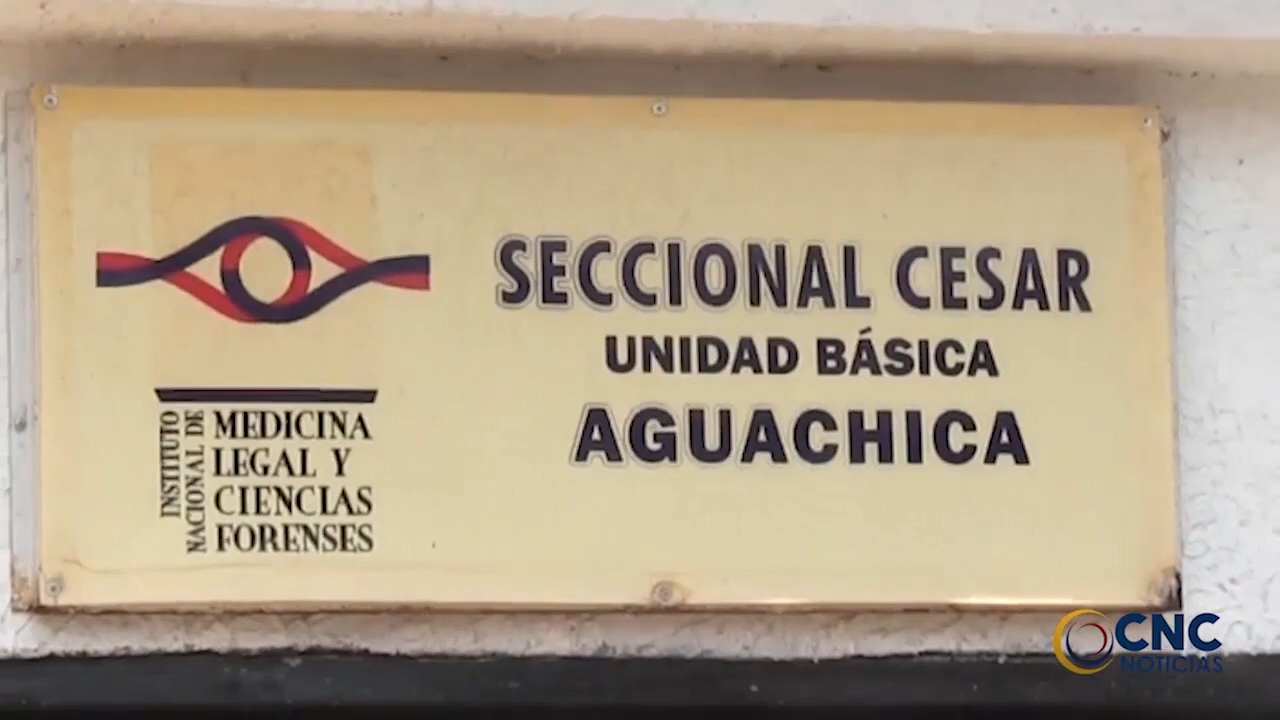 INSTITUTO
NACIONAL DE
MEDICINA
LEGAL Y
CIENCIAS
FORENSES
SECCIONAL CESAR
UNIDAD BÁSICA
AGUACHICA
CNC
NOTICIAS